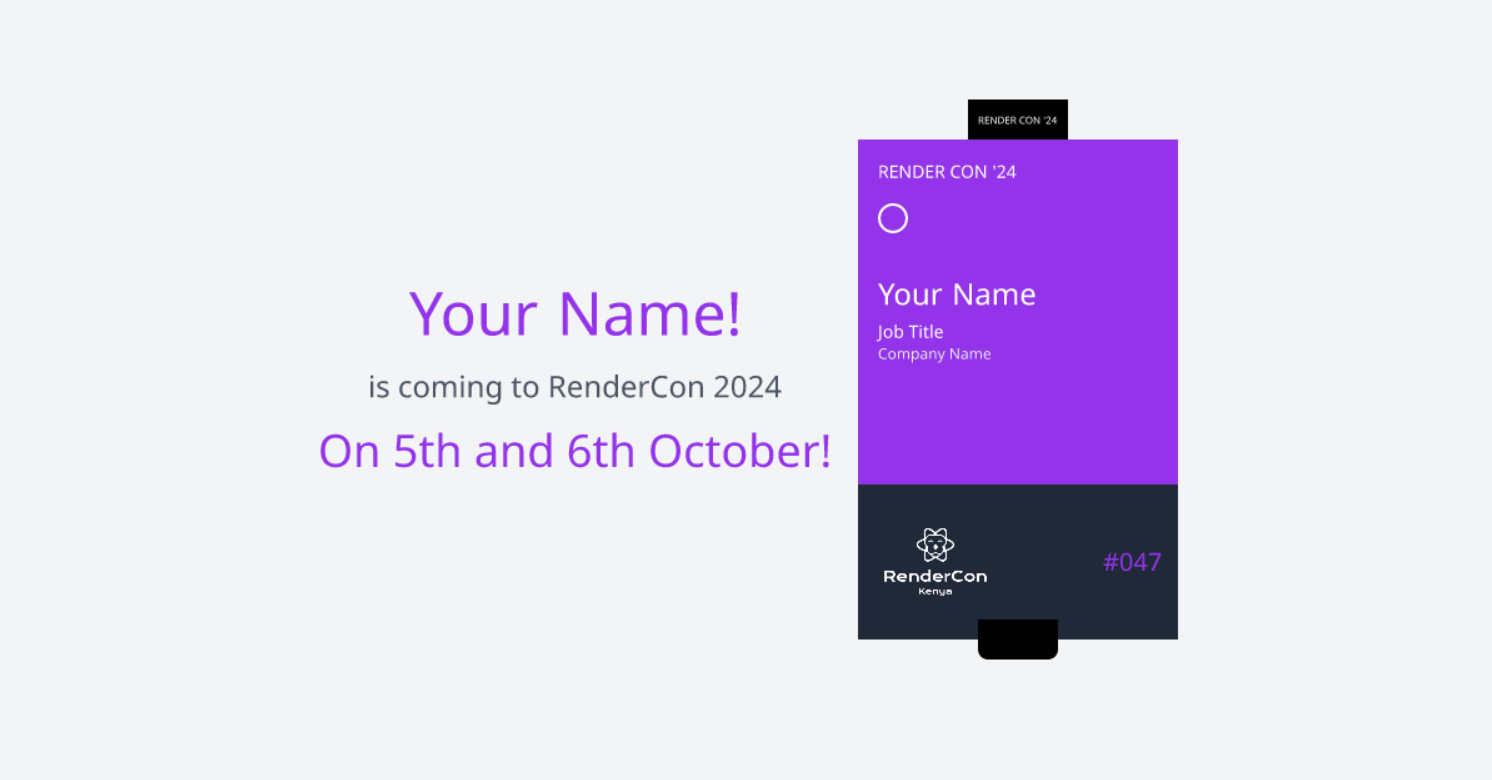 Your Name!
is coming to RenderCon 2024
On 5th and 6th October!
RENDER CON '24
RENDER CON '24
Your Name
Job Title
Company Name
RenderCon
Kenya
#047